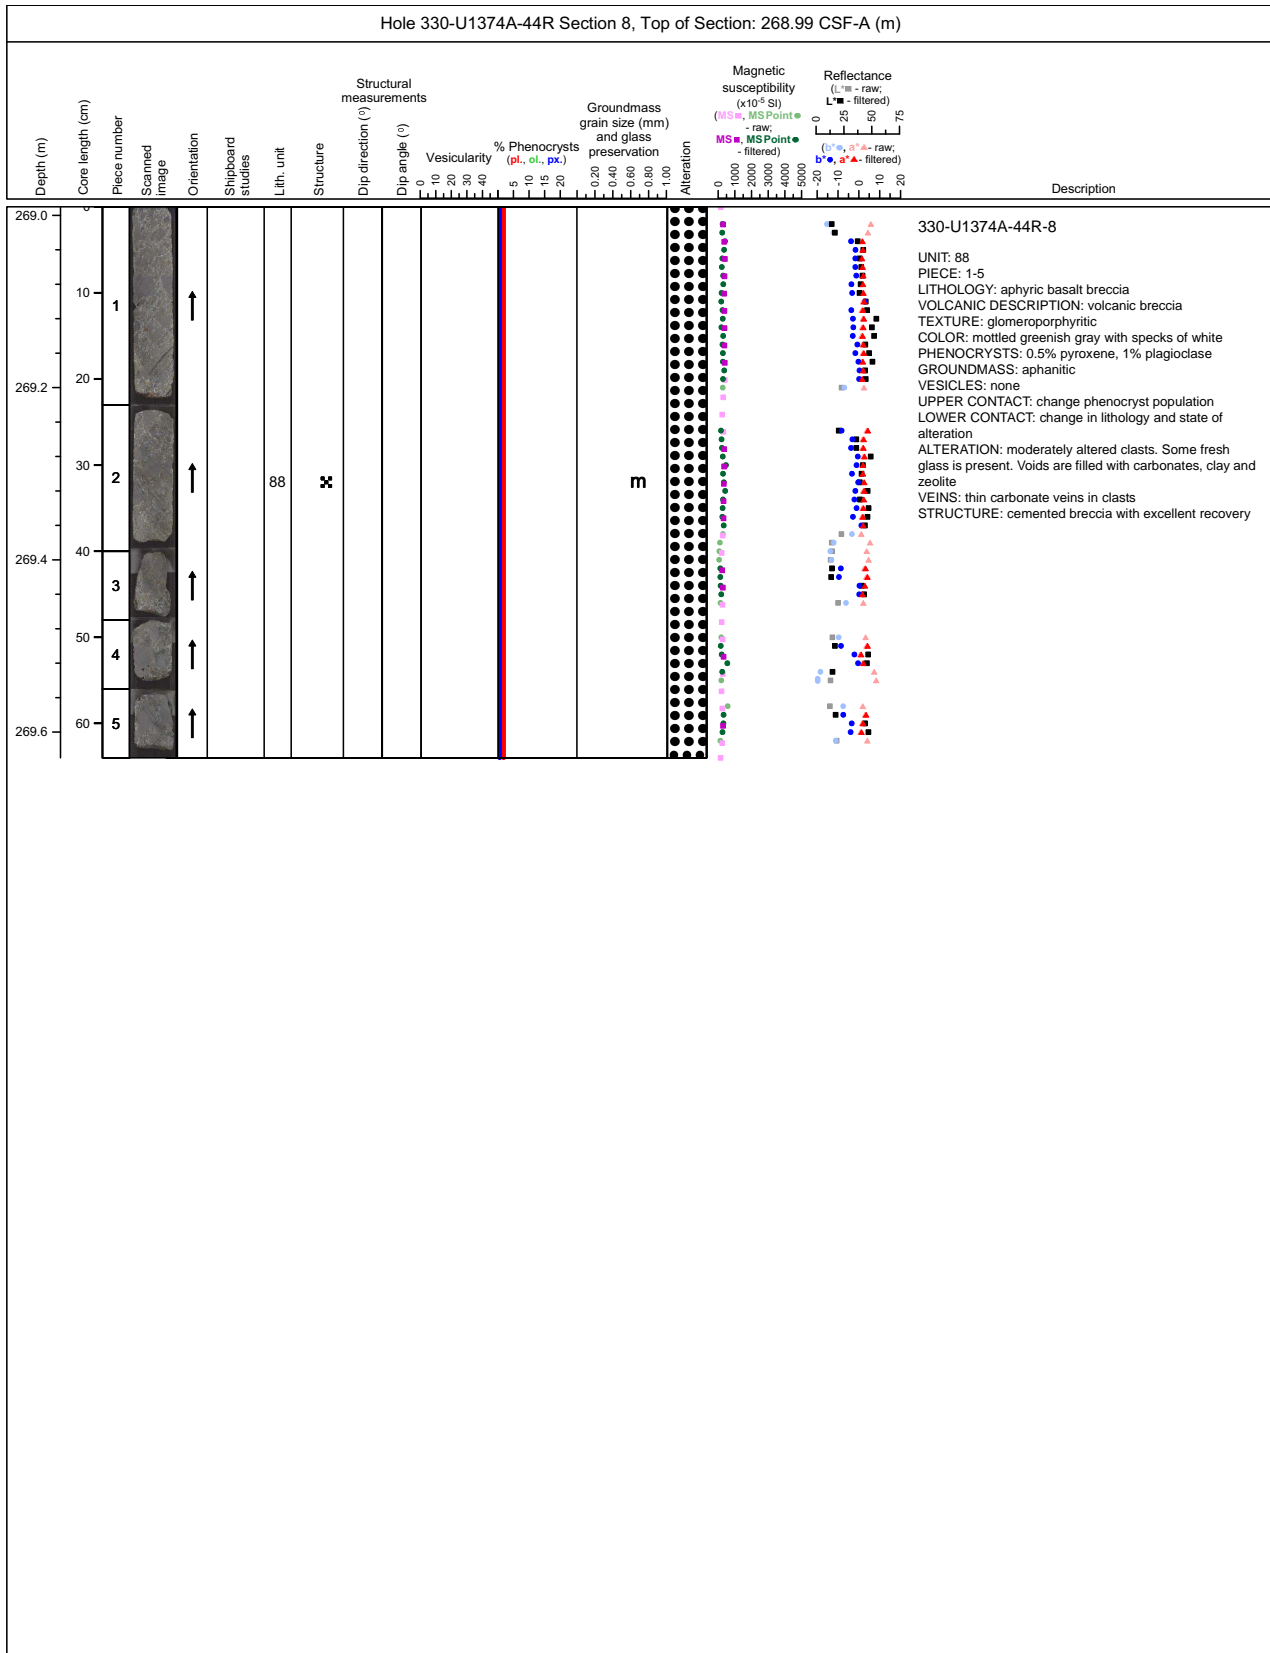 Hole 330-U1374A-44R Section 8, Top of Section: 268.99 CSF-A (m)
Depth (m)
Core length (cm)
Piece number
Scanned image
Orientation
Shipboard studies
Lith. unit
Structure
Structural measurements
Dip direction (°)
Dip angle (°)
Vesicularity
0 10 20 30 40
% Phenocrysts
(pl., ol., px.)
5 10 15 20
Groundmass
grain size (mm)
and glass
preservation
0.20 0.40 0.60 0.80 1.00
Alteration
Magnetic
susceptibility
(x10-5 SI)
(MS■, MSPoint●
- raw;
MS■, MSPoint●
- filtered)
0 1000 2000 3000 4000 5000
Reflectance
(L*■ - raw;
L*■ - filtered)
0 25 50 75
(b*●, a*▲- raw;
b*●, a*▲- filtered)
-20 -10 0 10 20
Description
269.0
269.2
269.4
269.6
0
10
20
30
40
50
60
1
2
3
4
5
88
m
330-U1374A-44R-8
UNIT: 88
PIECE: 1-5
LITHOLOGY: aphyric basalt breccia
VOLCANIC DESCRIPTION: volcanic breccia
TEXTURE: glomeroporphyritic
COLOR: mottled greenish gray with specks of white
PHENOCRYSTS: 0.5% pyroxene, 1% plagioclase
GROUNDMASS: aphanitic
VESICLES: none
UPPER CONTACT: change phenocryst population
LOWER CONTACT: change in lithology and state of
alteration
ALTERATION: moderately altered clasts. Some fresh
glass is present. Voids are filled with carbonates, clay and
zeolite
VEINS: thin carbonate veins in clasts
STRUCTURE: cemented breccia with excellent recovery